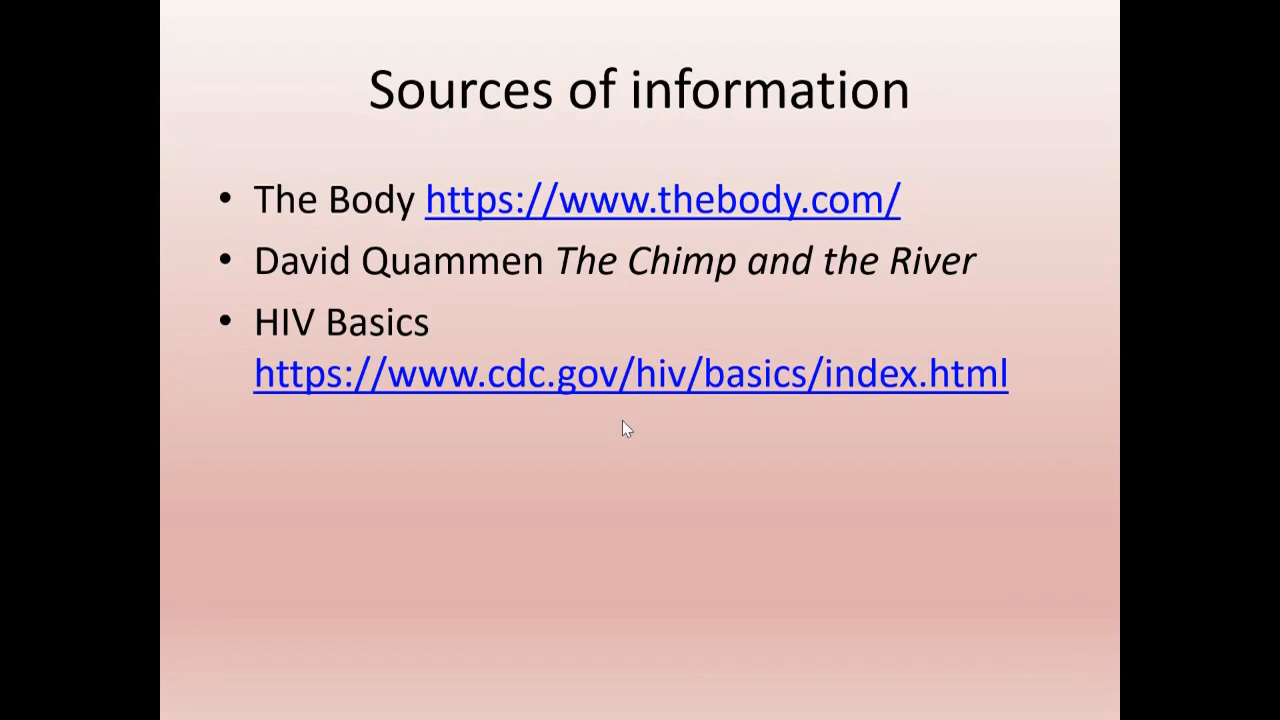 Sources of information
• The Body https://www.thebody.com/
• David Quammen The Chimp and the River
• HIV Basics
https://www.cdc.gov/hiv/basics/index.html